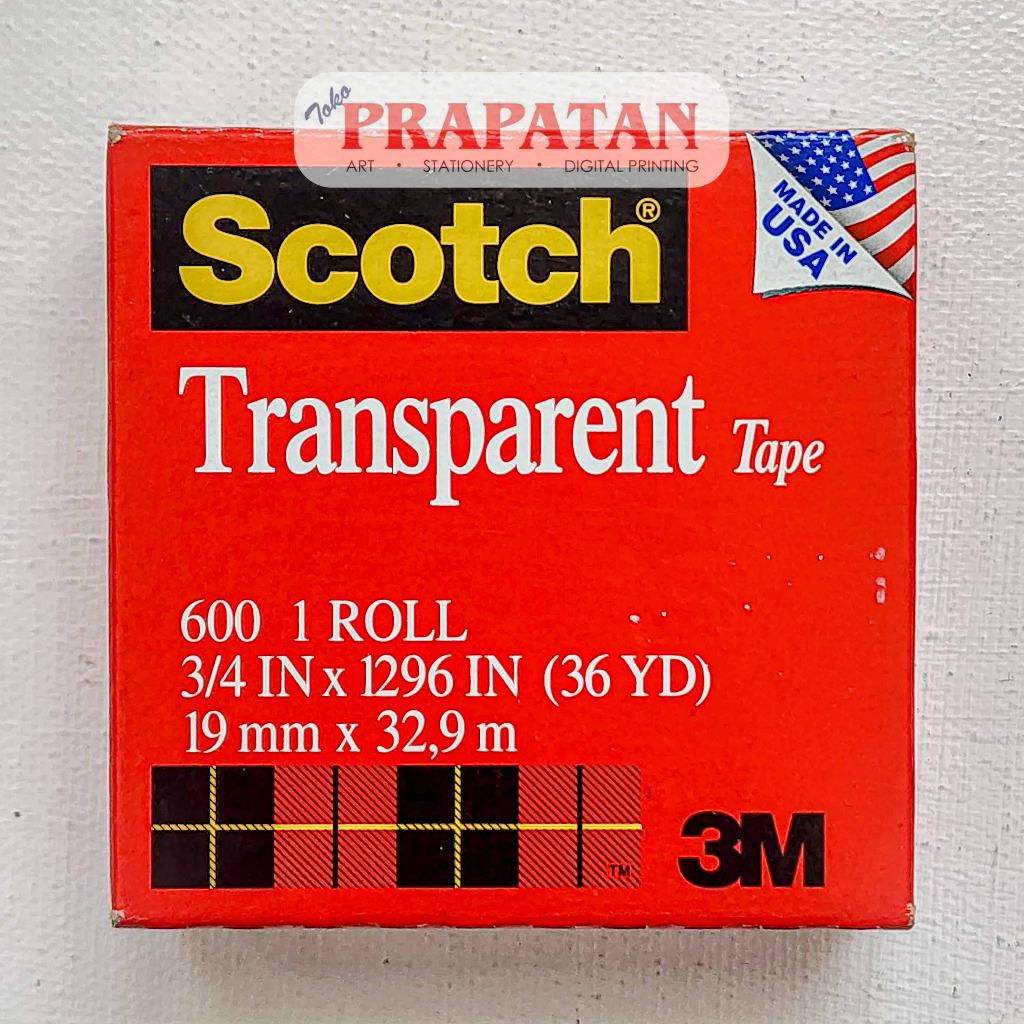 Toko
PRAPATAN
ART • STATIONERY • DIGITAL PRINTING
Scotch®
MADE IN
USA
Transparent Tape
600 1 ROLL
3/4 IN x 1296 IN (36 YD)
19 mm x 32,9 m
TM
3M